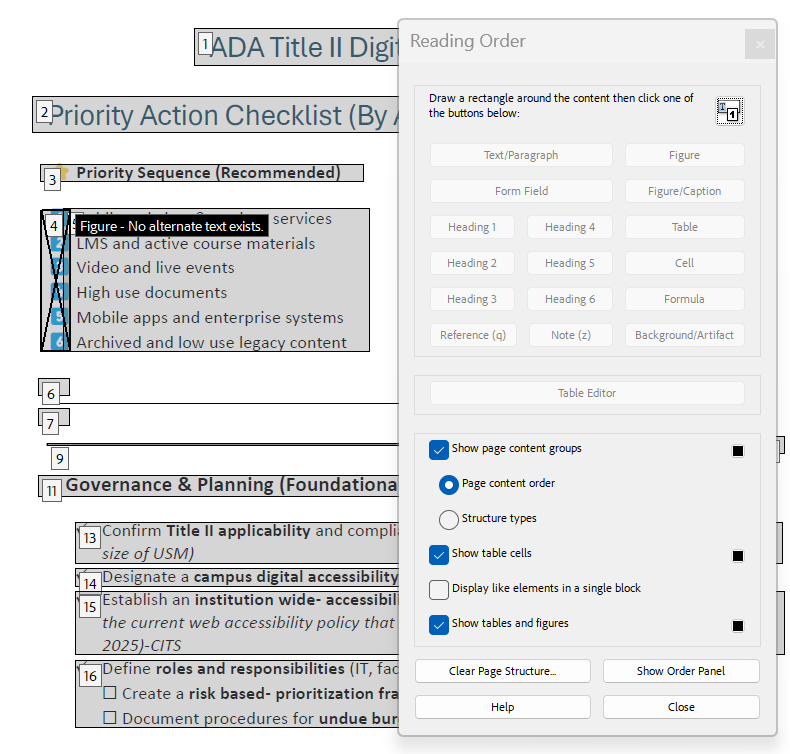 1 ADA Title II Digit
2 Priority Action Checklist (By A
3 Priority Sequence (Recommended)
4 services
Figure - No alternate text exists.
LMS and active course materials
Video and live events
High use documents
5 Mobile apps and enterprise systems
6 Archived and low use legacy content
6
7
9
11 Governance & Planning (Foundationa
13 Confirm Title II applicability and complia
size of USM)
14 Designate a campus digital accessibility
15 Establish an institution wide- accessibili
the current web accessibility policy that
2025)-CITS
16 Define roles and responsibilities (IT, fac
☐ Create a risk based- prioritization fra
☐ Document procedures for undue bur
Reading Order
Draw a rectangle around the content then click one of
the buttons below:
Text/Paragraph Figure
Form Field Figure/Caption
Heading 1 Heading 4 Table
Heading 2 Heading 5 Cell
Heading 3 Heading 6 Formula
Reference (q) Note (z) Background/Artifact
Table Editor
Show page content groups
Page content order
Structure types
Show table cells
Display like elements in a single block
Show tables and figures
Clear Page Structure... Show Order Panel
Help Close